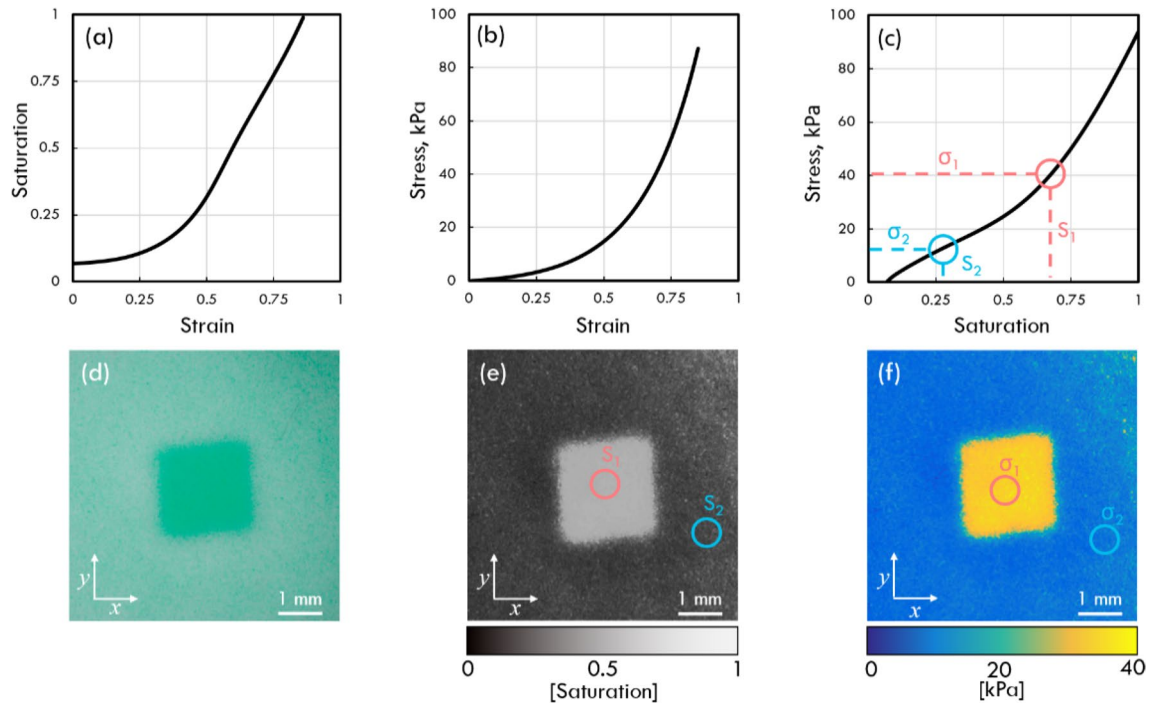 (a)
1
0.75
0.5
0.25
0
Saturation
0
0.25
0.5
0.75
1
Strain
(b)
100
80
60
40
20
0
Stress, kPa
0
0.25
0.5
0.75
1
Strain
(c)
100
80
60
40
20
0
Stress, kPa
σ₁
S₁
σ₂
S₂
0
0.25
0.5
0.75
1
Saturation
(d)
y
x
1 mm
(e)
S₁
S₂
y
x
1 mm
0
0.5
1
[Saturation]
(f)
σ₁
σ₂
y
x
1 mm
0
20
40
[kPa]